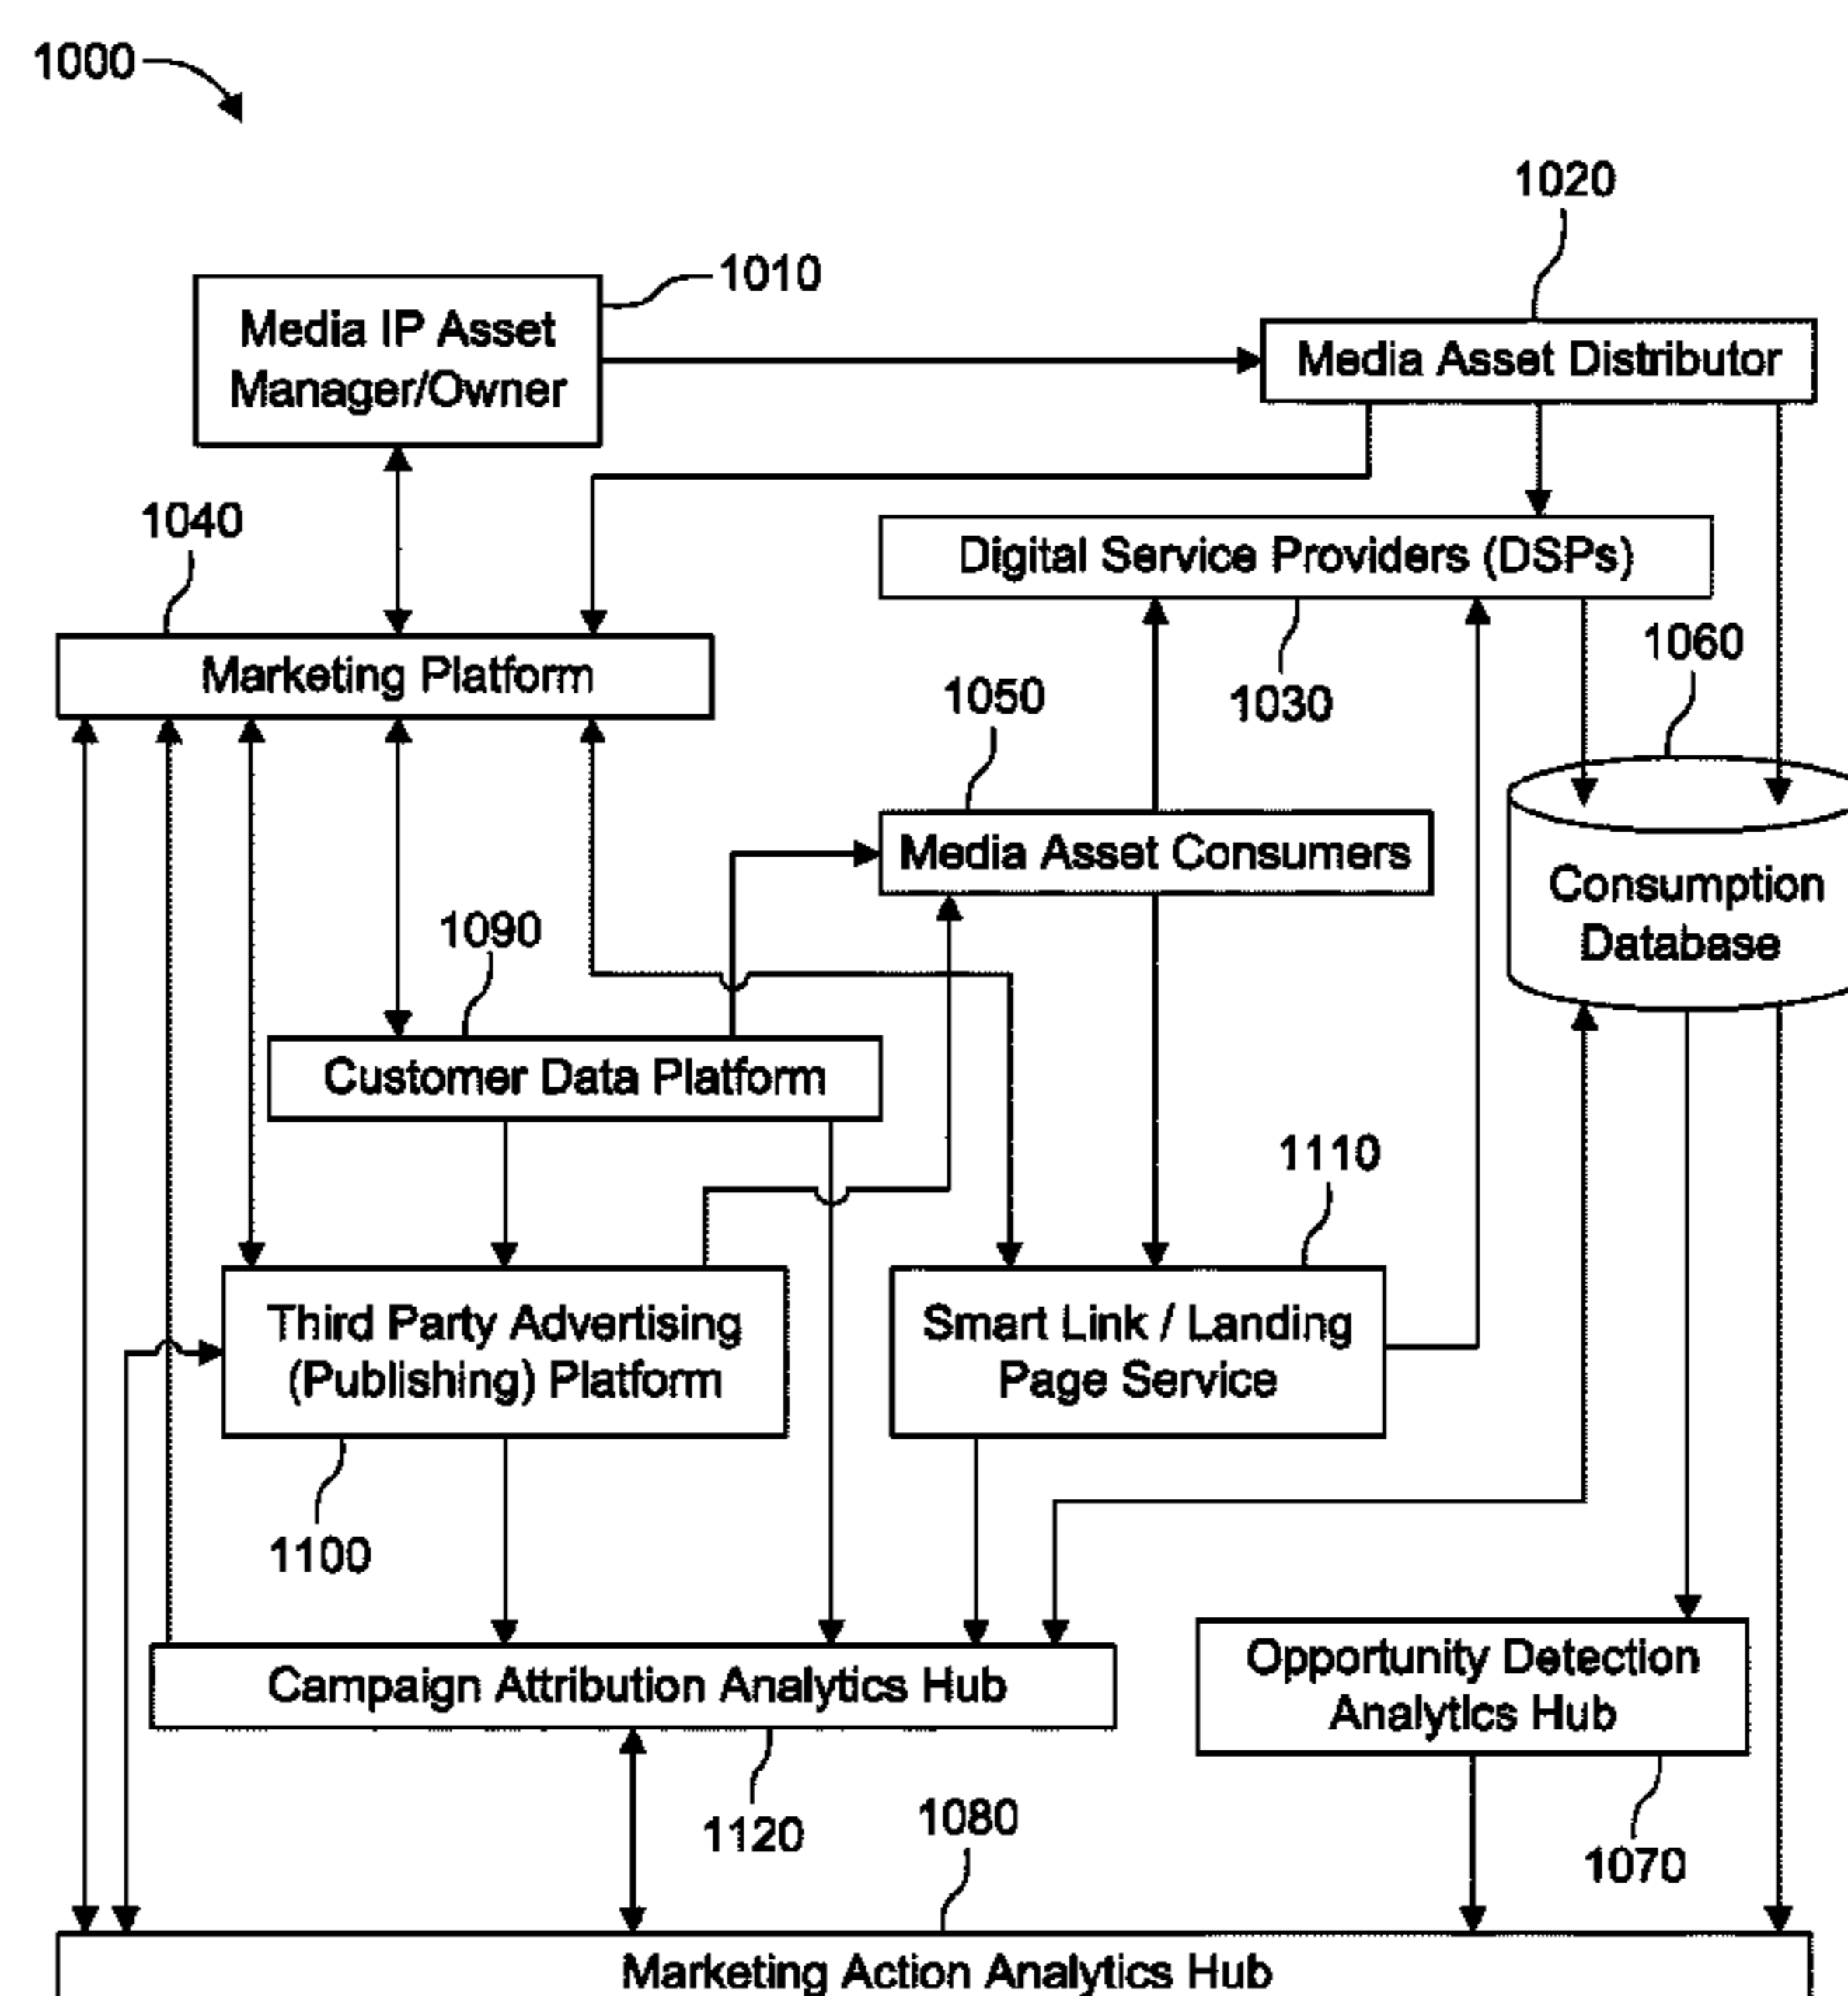 1000
1020
1010
Media IP Asset
Manager/Owner
Media Asset Distributor
1040
Digital Service Providers (DSPs)
1060
Marketing Platform
1050
1030
Media Asset Consumers
Consumption
Database
1090
Customer Data Platform
1110
Third Party Advertising
(Publishing) Platform
Smart Link / Landing
Page Service
1100
Campaign Attribution Analytics Hub
Opportunity Detection
Analytics Hub
1120
1080
1070
Marketing Action Analytics Hub